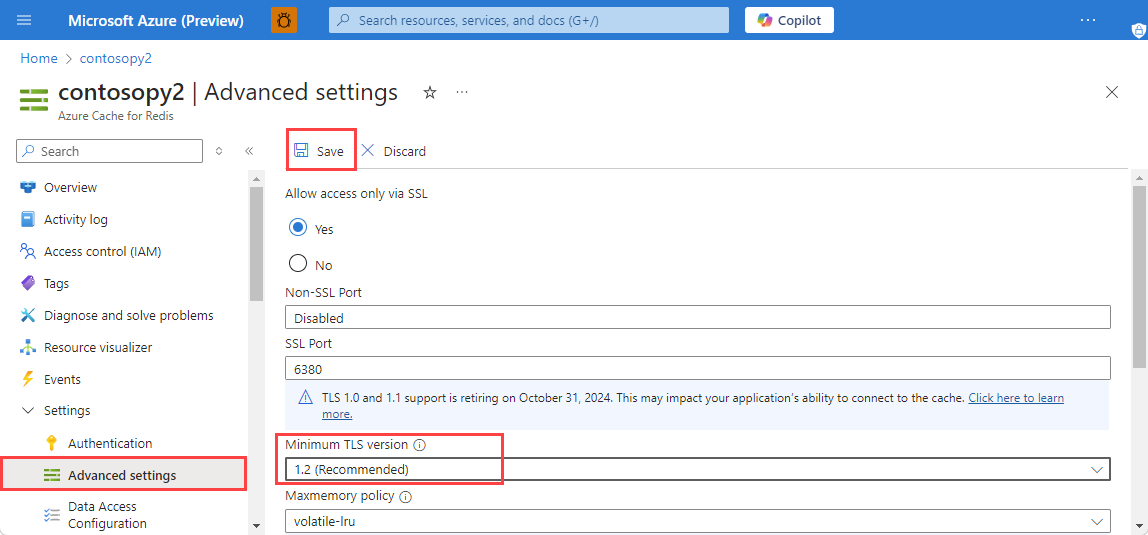 Microsoft Azure (Preview)
Search resources, services, and docs (G+/)
Copilot
Home > contosopy2
contosopy2 | Advanced settings
Azure Cache for Redis
Search
Overview
Activity log
Access control (IAM)
Tags
Diagnose and solve problems
Resource visualizer
Events
Settings
Authentication
Advanced settings
Data Access
Configuration
Save
Discard
Allow access only via SSL
Yes
No
Non-SSL Port
Disabled
SSL Port
6380
TLS 1.0 and 1.1 support is retiring on October 31, 2024. This may impact your application's ability to connect to the cache. Click here to learn
more.
Minimum TLS version
1.2 (Recommended)
Maxmemory policy
volatile-lru